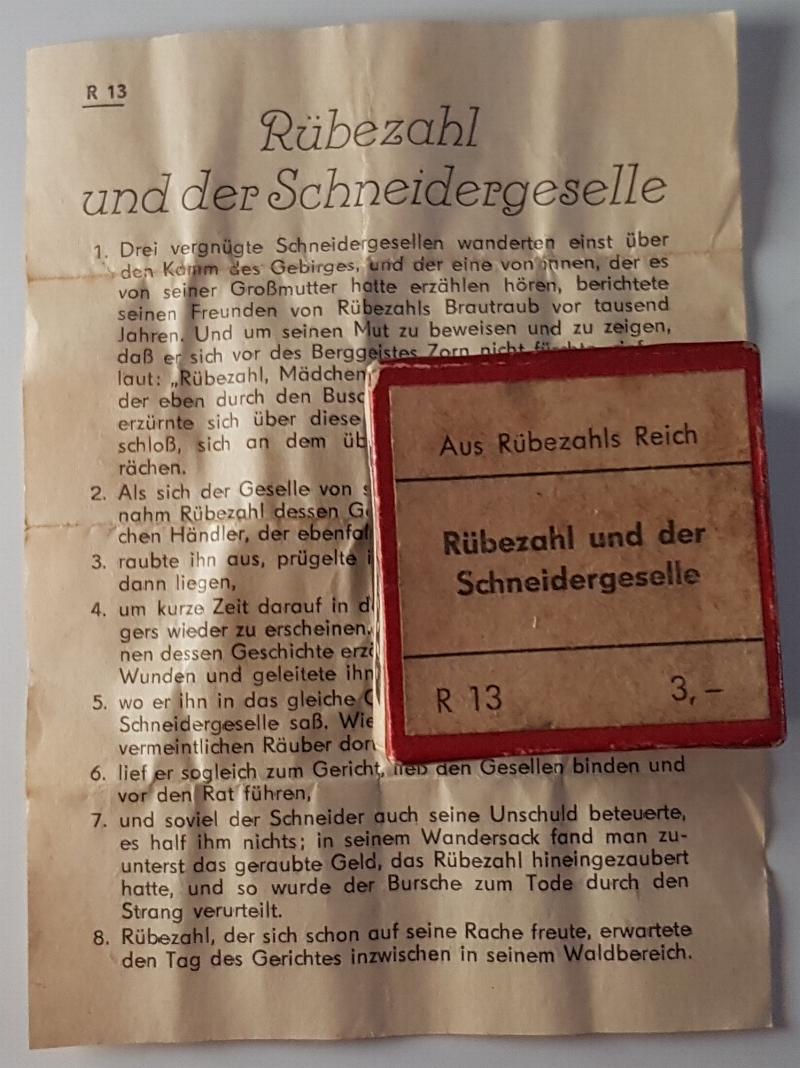 R 13
Rübezahl
und der Schneidergeselle
1. Drei vergnügte Schneidergesellen wanderten einst über
den Kamm des Gebirges, und der eine von ihnen, der es
von seiner Großmutter hatte erzählen hören, berichtete
seinen Freunden von Rübezahls Brautraub vor tausend
Jahren. Und um seinen Mut zu beweisen und zu zeigen,
daß er sich vor des Berggeistes Zorn nicht
laut: „Rübezahl, Mädchen
der eben durch den Busc
erzürnte sich über diese
schloß, sich an dem üb
rächen.
2. Als sich der Geselle von s
nahm Rübezahl dessen G
chen Händler, der ebenfal
3. raubte ihn aus, prügelte i
dann liegen,
4. um kurze Zeit darauf in d
gers wieder zu erscheinen.
nen dessen Geschichte erzä
Wunden und geleitete ihn
5. wo er ihn in das gleiche G
Schneidergeselle saß. Wie
vermeintlichen Räuber dor
6. lief er sogleich zum Gericht, ließ den Gesellen binden und
vor den Rat führen,
7. und soviel der Schneider auch seine Unschuld beteuerte,
es half ihm nichts; in seinem Wandersack fand man zu-
unterst das geraubte Geld, das Rübezahl hineingezaubert
hatte, und so wurde der Bursche zum Tode durch den
Strang verurteilt.
8. Rübezahl, der sich schon auf seine Rache freute, erwartete
den Tag des Gerichtes inzwischen in seinem Waldbereich.
Aus Rübezahls Reich
Rübezahl und der
Schneidergeselle
R 13 3,–